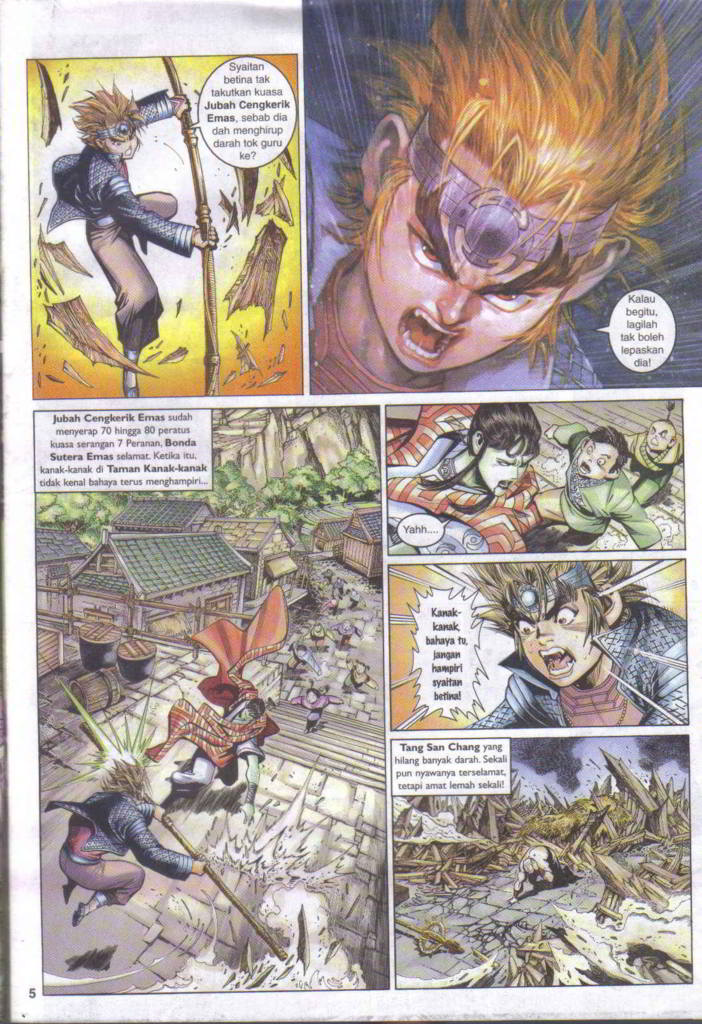 Syaitan
betina tak
takutkan kuasa
Jubah Cengkerik
Emas, sebab dia
dah menghirup
darah tok guru
ke?
Kalau
begitu,
lagilah
tak boleh
lepaskan
dia!
Jubah Cengkerik Emas sudah
menyerap 70 hingga 80 peratus
kuasa serangan 7 Peranan, Bonda
Sutera Emas selamat. Ketika itu,
kanak-kanak di Taman Kanak-kanak
tidak kenal bahaya terus menghampiri...
Yahh....
Kanak-
kanak,
bahaya tu,
jangan
hampiri
syaitan
betina!
Tang San Chang yang
hilang banyak darah. Sekali
pun nyawanya terselamat,
tetapi amat lemah sekali!
5